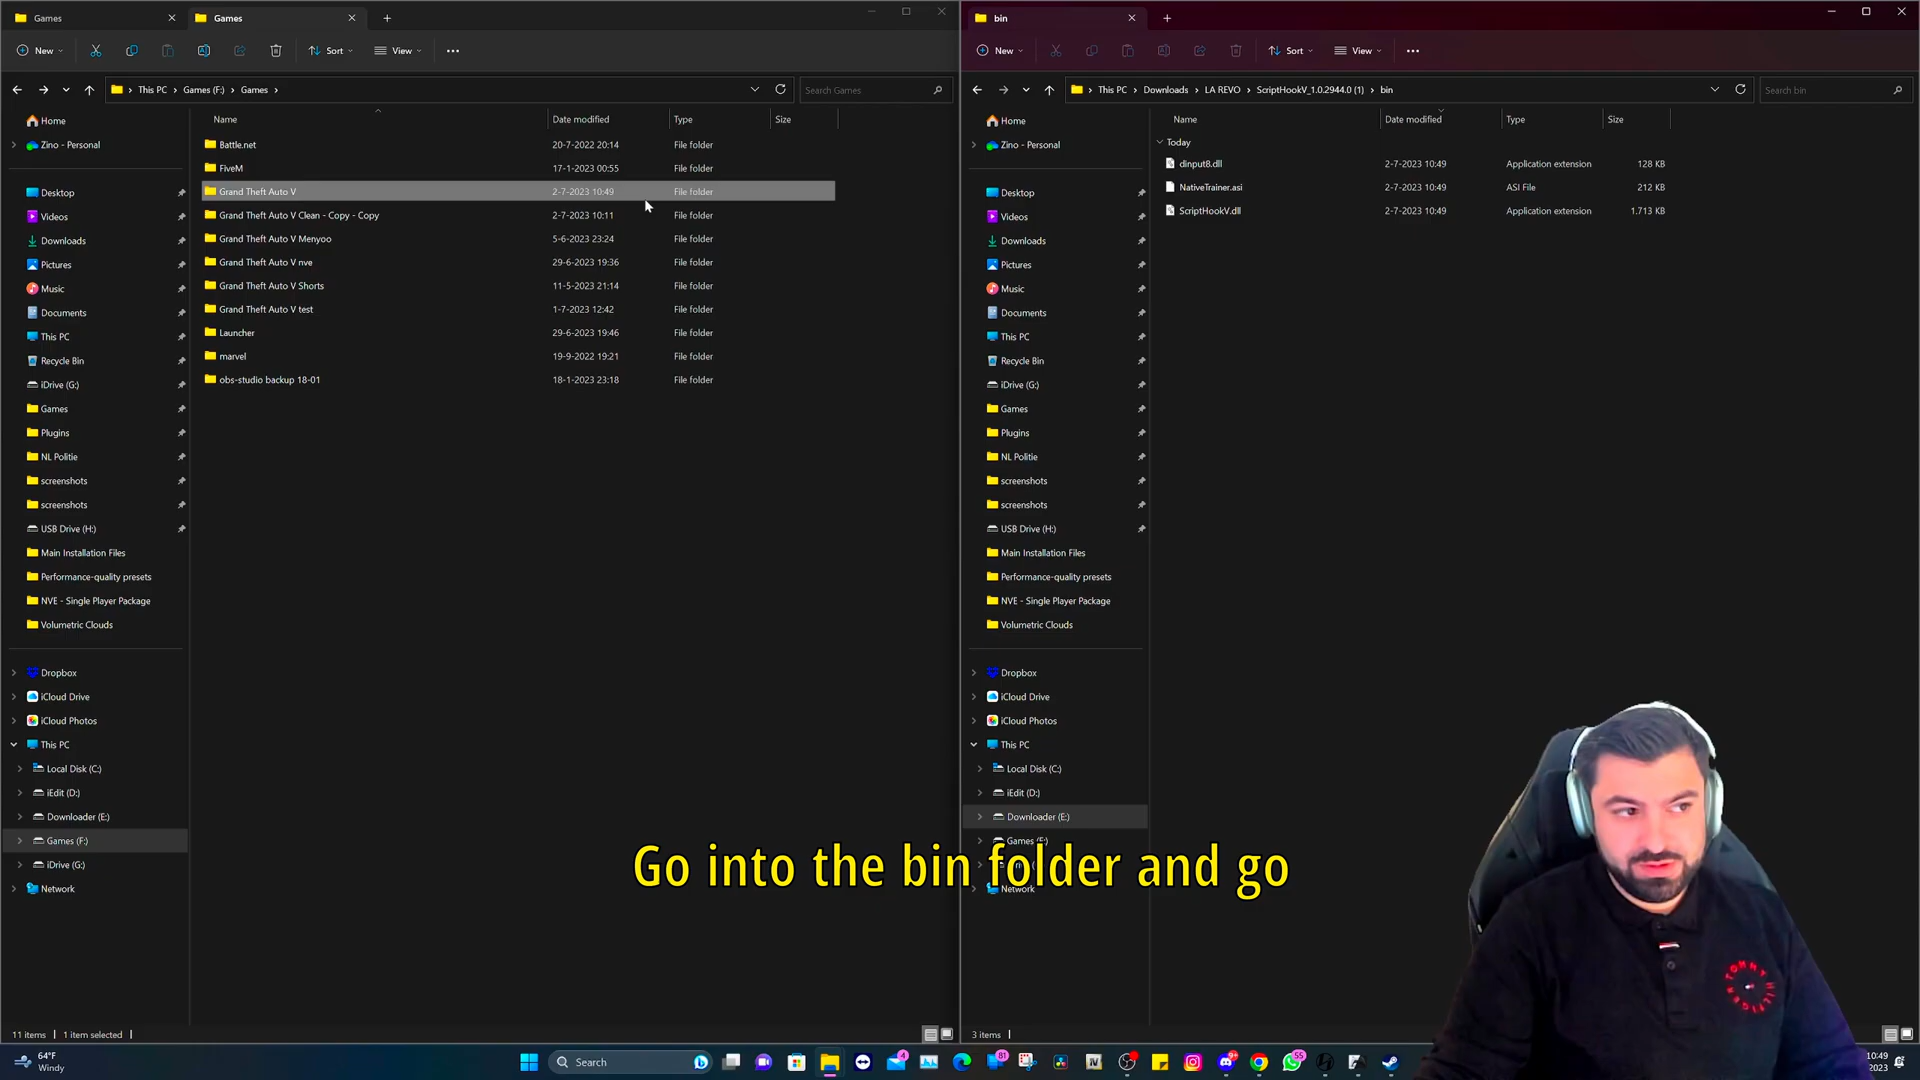 Games
Games
New
Sort
View
This PC
Games (F:)
Games
Search Games
Name
Date modified
Type
Size
Home
Zino - Personal
Desktop
Videos
Downloads
Pictures
Music
Documents
This PC
Recycle Bin
iDrive (G:)
Games
Plugins
NL Politie
screenshots
screenshots
USB Drive (H:)
Main Installation Files
Performance-quality presets
NVE - Single Player Package
Volumetric Clouds
Dropbox
iCloud Drive
iCloud Photos
This PC
Local Disk (C:)
iEdit (D:)
Downloader (E:)
Games (F:)
iDrive (G:)
Network
Battle.net 20-7-2022 20:14 File folder
FiveM 17-1-2023 00:55 File folder
Grand Theft Auto V 2-7-2023 10:49 File folder
Grand Theft Auto V Clean - Copy - Copy 2-7-2023 10:11 File folder
Grand Theft Auto V Menyoo 5-6-2023 23:24 File folder
Grand Theft Auto V nve 29-6-2023 19:36 File folder
Grand Theft Auto V Shorts 11-5-2023 21:14 File folder
Grand Theft Auto V test 1-7-2023 12:42 File folder
Launcher 29-6-2023 19:46 File folder
marvel 19-9-2022 19:21 File folder
obs-studio backup 18-01 18-1-2023 23:18 File folder
11 items
1 item selected
bin
New
Sort
View
This PC
Downloads
LA REVO
ScriptHookV_1.0.2944.0 (1)
bin
Search bin
Name
Date modified
Type
Size
Today
dinput8.dll 2-7-2023 10:49 Application extension 128 KB
NativeTrainer.asi 2-7-2023 10:49 ASI File 212 KB
ScriptHookV.dll 2-7-2023 10:49 Application extension 1.713 KB
Home
Zino - Personal
Desktop
Videos
Downloads
Pictures
Music
Documents
This PC
Recycle Bin
iDrive (G:)
Games
Plugins
NL Politie
screenshots
screenshots
USB Drive (H:)
Main Installation Files
Performance-quality presets
NVE - Single Player Package
Volumetric Clouds
Dropbox
iCloud Drive
iCloud Photos
This PC
Local Disk (C:)
iEdit (D:)
Downloader (E:)
Games (F:)
Network
3 items
Go into the bin folder and go
TOMMY HILFIGER
64°F
Windy
Search
4
81
9+
55
10:49
2023